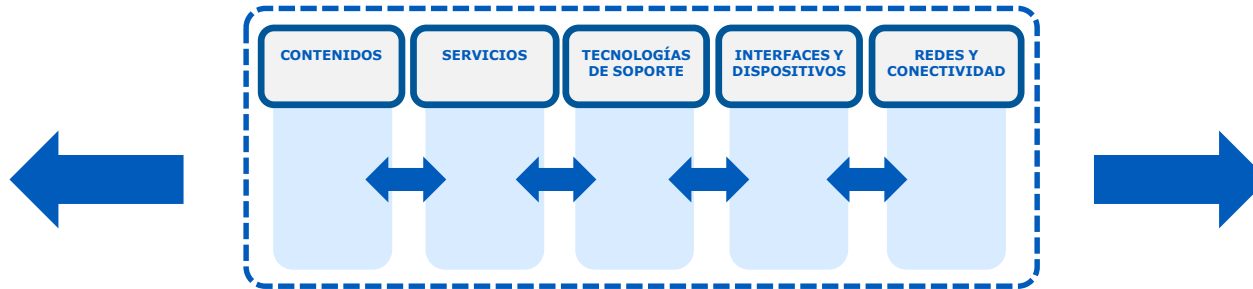 CONTENIDOS
SERVICIOS
TECNOLOGÍAS
DE SOPORTE
INTERFACES Y
DISPOSITIVOS
REDES Y
CONECTIVIDAD